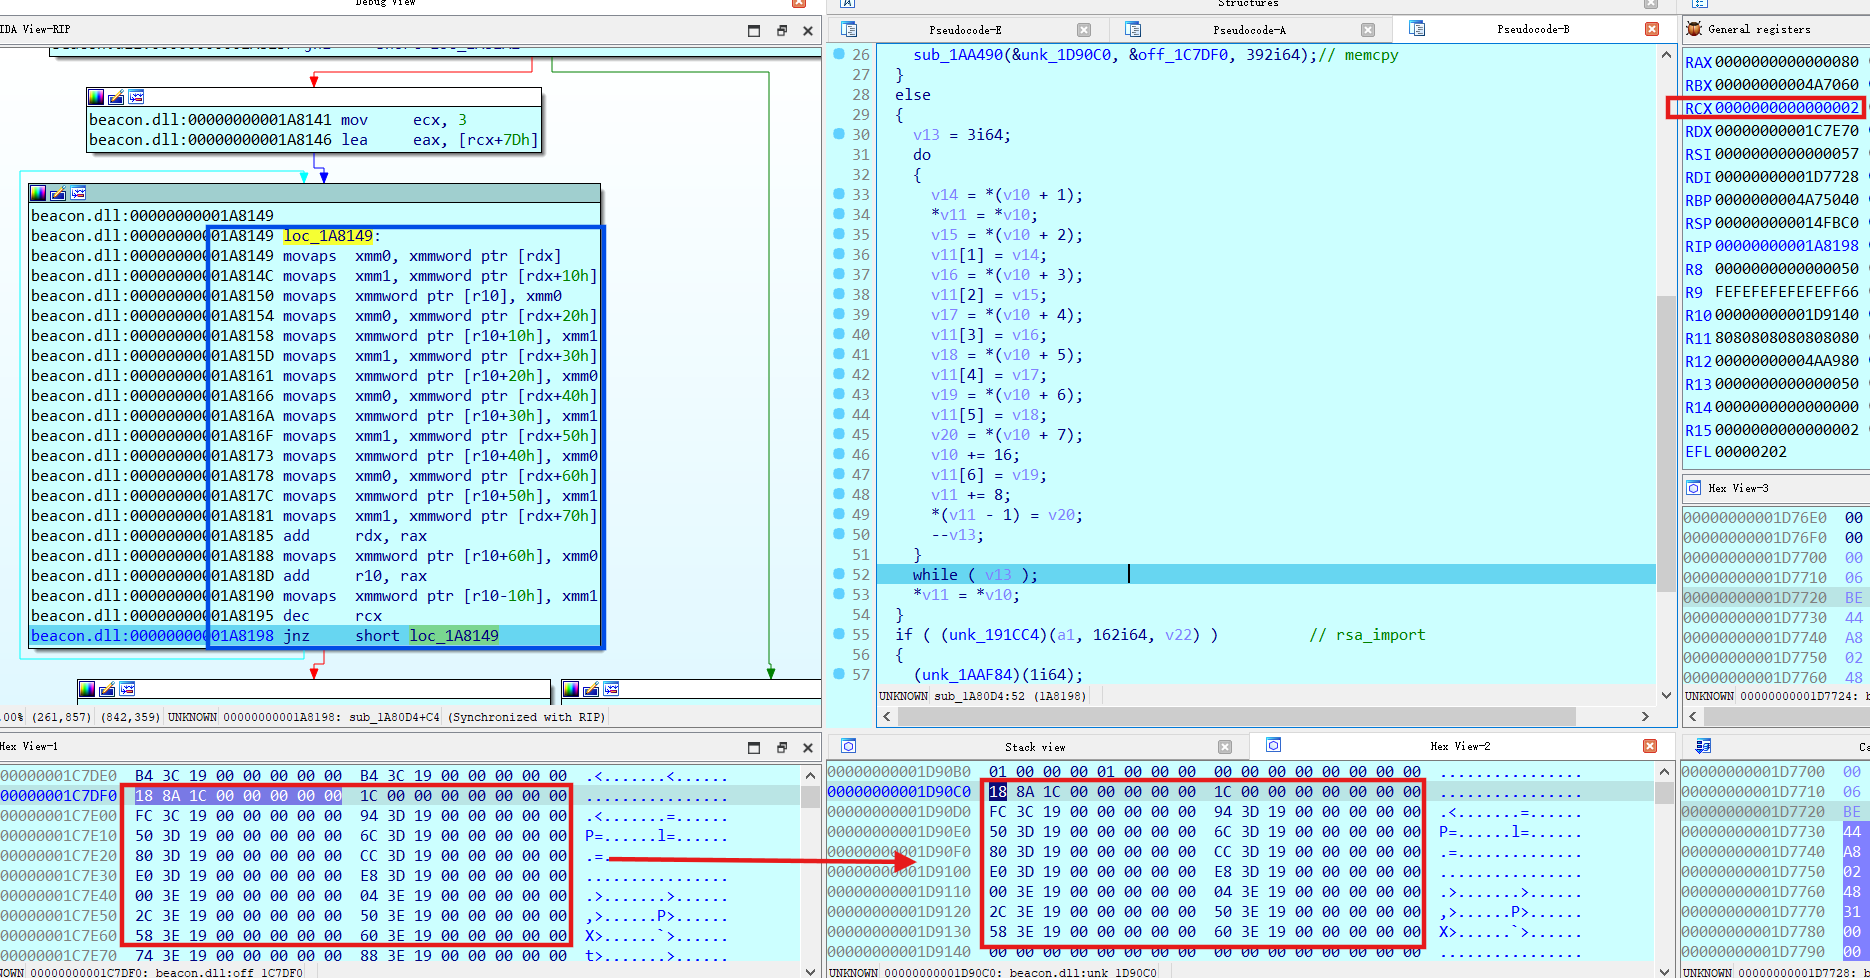 Debug View
Structures
IDA View-RIP
beacon.dll:00000000001A8141 mov ecx, 3
beacon.dll:00000000001A8146 lea eax, [rcx+7Dh]
beacon.dll:00000000001A8149
beacon.dll:00000000001A8149 loc_1A8149:
beacon.dll:00000000001A8149 movaps xmm0, xmmword ptr [rdx]
beacon.dll:00000000001A814C movaps xmm1, xmmword ptr [rdx+10h]
beacon.dll:00000000001A8150 movaps xmmword ptr [r10], xmm0
beacon.dll:00000000001A8154 movaps xmm0, xmmword ptr [rdx+20h]
beacon.dll:00000000001A8158 movaps xmmword ptr [r10+10h], xmm1
beacon.dll:00000000001A815D movaps xmm1, xmmword ptr [rdx+30h]
beacon.dll:00000000001A8161 movaps xmmword ptr [r10+20h], xmm0
beacon.dll:00000000001A8166 movaps xmm0, xmmword ptr [rdx+40h]
beacon.dll:00000000001A816A movaps xmmword ptr [r10+30h], xmm1
beacon.dll:00000000001A816F movaps xmm1, xmmword ptr [rdx+50h]
beacon.dll:00000000001A8173 movaps xmmword ptr [r10+40h], xmm0
beacon.dll:00000000001A8178 movaps xmm0, xmmword ptr [rdx+60h]
beacon.dll:00000000001A817C movaps xmmword ptr [r10+50h], xmm1
beacon.dll:00000000001A8181 movaps xmm1, xmmword ptr [rdx+70h]
beacon.dll:00000000001A8185 add rdx, rax
beacon.dll:00000000001A8188 movaps xmmword ptr [r10+60h], xmm0
beacon.dll:00000000001A818D add r10, rax
beacon.dll:00000000001A8190 movaps xmmword ptr [r10-10h], xmm1
beacon.dll:00000000001A8195 dec rcx
beacon.dll:00000000001A8198 jnz short loc_1A8149
.00% (261,857) (842,359) UNKNOWN 00000000001A8198: sub_1A80D4+C4 (Synchronized with RIP)
Pseudocode-E Pseudocode-A Pseudocode-B
26 sub_1AA490(&unk_1D90C0, &off_1C7DF0, 392i64);// memcpy
27 }
28 else
29 {
30 v13 = 3i64;
31 do
32 {
33 v14 = *(v10 + 1);
34 *v11 = *v10;
35 v15 = *(v10 + 2);
36 v11[1] = v14;
37 v16 = *(v10 + 3);
38 v11[2] = v15;
39 v17 = *(v10 + 4);
40 v11[3] = v16;
41 v18 = *(v10 + 5);
42 v11[4] = v17;
43 v19 = *(v10 + 6);
44 v11[5] = v18;
45 v20 = *(v10 + 7);
46 v10 += 16;
47 v11[6] = v19;
48 v11 += 8;
49 *(v11 - 1) = v20;
50 --v13;
51 }
52 while ( v13 );
53 *v11 = *v10;
54 }
55 if ( (unk_191CC4)(a1, 162i64, v22) ) // rsa_import
56 {
57 (unk_1AAF84)(1i64);
UNKNOWN sub_1A80D4:52 (1A8198)
General registers
RAX 0000000000000080
RBX 00000000004A7060
RCX 0000000000000002
RDX 00000000001C7E70
RSI 0000000000000057
RDI 00000000001D7728
RBP 0000000004A75040
RSP 000000000014FBC0
RIP 00000000001A8198
R8 0000000000000050
R9 FEFEFEFEFEFEFF66
R10 00000000001D9140
R11 8080808080808080
R12 00000000004AA980
R13 0000000000000050
R14 0000000000000000
R15 0000000000000002
EFL 00000202
Hex View-3
00000000001D76E0 00
00000000001D76F0 00
00000000001D7700 00
00000000001D7710 06
00000000001D7720 BE
00000000001D7730 44
00000000001D7740 A8
00000000001D7750 02
00000000001D7760 48
UNKNOWN 00000000001D7724:
Hex View-1
00000001C7DE0 B4 3C 19 00 00 00 00 00 B4 3C 19 00 00 00 00 00 .<.......<......
00000001C7DF0 18 8A 1C 00 00 00 00 00 1C 00 00 00 00 00 00 00 ................
00000001C7E00 FC 3C 19 00 00 00 00 00 94 3D 19 00 00 00 00 00 .<.......=......
00000001C7E10 50 3D 19 00 00 00 00 00 6C 3D 19 00 00 00 00 00 P=......l=......
00000001C7E20 80 3D 19 00 00 00 00 00 CC 3D 19 00 00 00 00 00 .=.
00000001C7E30 E0 3D 19 00 00 00 00 00 E8 3D 19 00 00 00 00 00 ................
00000001C7E40 00 3E 19 00 00 00 00 00 04 3E 19 00 00 00 00 00 .>.......>......
00000001C7E50 2C 3E 19 00 00 00 00 00 50 3E 19 00 00 00 00 00 ,>......P>......
00000001C7E60 58 3E 19 00 00 00 00 00 60 3E 19 00 00 00 00 00 X>......`>......
00000001C7E70 74 3E 19 00 00 00 00 00 88 3E 19 00 00 00 00 00 t>.......>......
NOWN 00000000001C7DF0: beacon.dll:off_1C7DF0
Stack view Hex View-2
00000000001D90B0 01 00 00 00 01 00 00 00 00 00 00 00 00 00 00 00 ................
00000000001D90C0 18 8A 1C 00 00 00 00 00 1C 00 00 00 00 00 00 00 ................
00000000001D90D0 FC 3C 19 00 00 00 00 00 94 3D 19 00 00 00 00 00 .<.......=......
00000000001D90E0 50 3D 19 00 00 00 00 00 6C 3D 19 00 00 00 00 00 P=......l=......
00000000001D90F0 80 3D 19 00 00 00 00 00 CC 3D 19 00 00 00 00 00 .=.......=......
00000000001D9100 E0 3D 19 00 00 00 00 00 E8 3D 19 00 00 00 00 00 ................
00000000001D9110 00 3E 19 00 00 00 00 00 04 3E 19 00 00 00 00 00 .>.......>......
00000000001D9120 2C 3E 19 00 00 00 00 00 50 3E 19 00 00 00 00 00 ,>......P>......
00000000001D9130 58 3E 19 00 00 00 00 00 60 3E 19 00 00 00 00 00 X>......`>......
00000000001D9140 00 00 00 00 00 00 00 00 00 00 00 00 00 00 00 00 ................
UNKNOWN 00000000001D90C0: beacon.dll:unk_1D90C0
00000000001D7700 00
00000000001D7710 06
00000000001D7720 BE
00000000001D7730 44
00000000001D7740 A8
00000000001D7750 02
00000000001D7760 48
00000000001D7770 31
00000000001D7780 00
00000000001D7790 00
UNKNOWN 00000000001D7728: